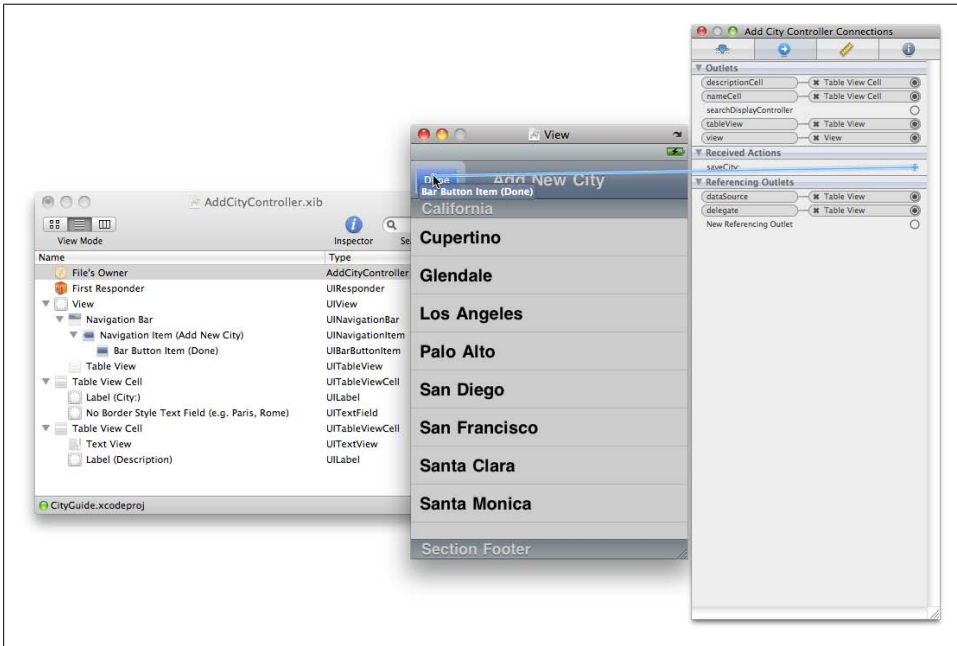 AddCityController.xib
View Mode
Inspector
Se
Name
Type
File's Owner
AddCityController
First Responder
UIResponder
View
UIView
Navigation Bar
UINavigationBar
Navigation Item (Add New City)
UINavigationItem
Bar Button Item (Done)
UIBarButtonItem
Table View
UITableView
Table View Cell
UITableViewCell
Label (City:)
UILabel
No Border Style Text Field (e.g. Paris, Rome)
UITextField
Table View Cell
UITableViewCell
Text View
UITextView
Label (Description)
UILabel
CityGuide.xcodeproj
View
Done
Add New City
Bar Button Item (Done)
California
Cupertino
Glendale
Los Angeles
Palo Alto
San Diego
San Francisco
Santa Clara
Santa Monica
Section Footer
Add City Controller Connections
Outlets
descriptionCell
Table View Cell
nameCell
Table View Cell
searchDisplayController
tableView
Table View
view
View
Received Actions
saveCity:
Referencing Outlets
dataSource
Table View
delegate
Table View
New Referencing Outlet